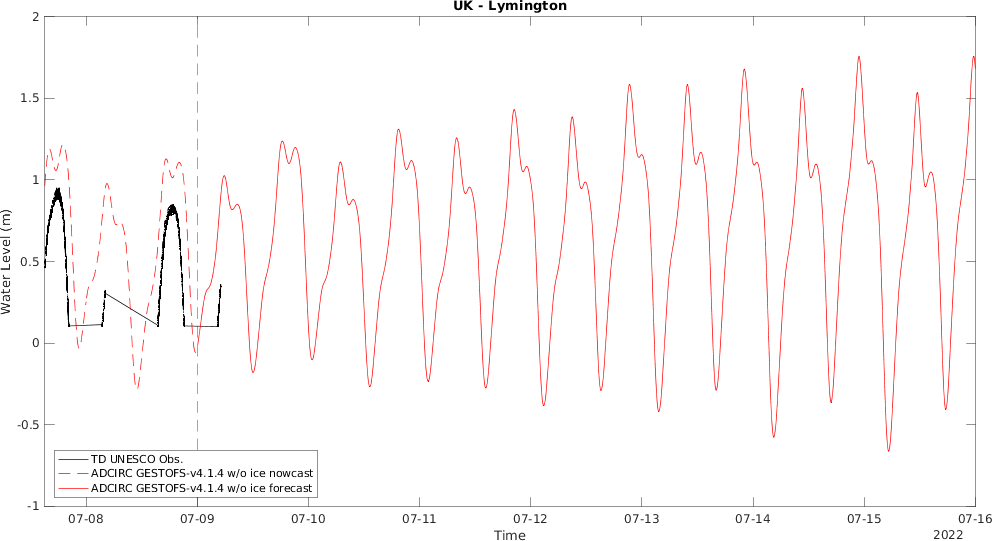 UK - Lymington
2
1.5
1
0.5
0
-0.5
-1
Water Level (m)
TD UNESCO Obs.
ADCIRC GESTOFS-v4.1.4 w/o ice nowcast
ADCIRC GESTOFS-v4.1.4 w/o ice forecast
07-08 07-09 07-10 07-11 07-12 07-13 07-14 07-15 07-16
Time
2022